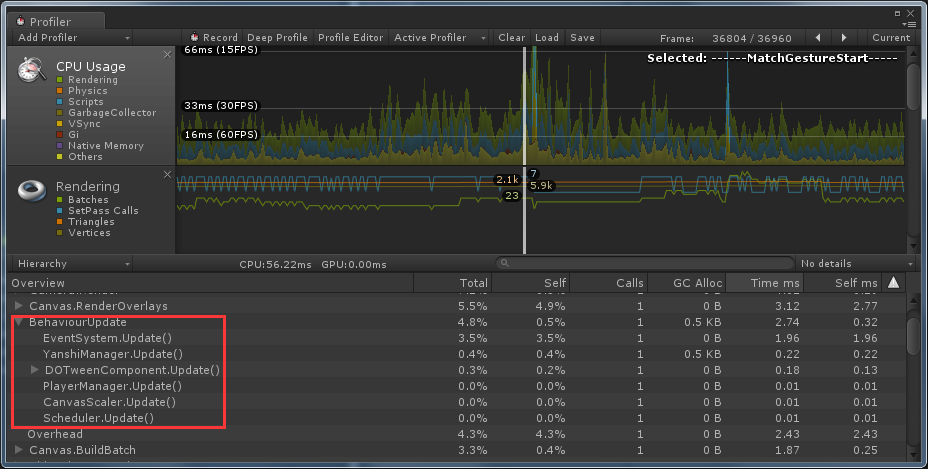 Profiler
Add Profiler Record Deep Profile Profiler Editor Active Profiler Clear Load Save Frame: 36804 / 36960 Current
CPU Usage
Rendering
Physics
Scripts
GarbageCollector
VSync
Gi
Native Memory
Others
66ms (15FPS)
Selected: ------MatchGestureStart-----
33ms (30FPS)
16ms (60FPS)
Rendering
Batches
SetPass Calls
Triangles
Vertices
7
2.1k
5.9k
23
Hierarchy CPU:56.22ms GPU:0.00ms No details
Overview Total Self Calls GC Alloc Time ms Self ms
Canvas.RenderOverlays 5.5% 4.9% 1 0 B 3.12 2.77
BehaviourUpdate 4.8% 0.5% 1 0.5 KB 2.74 0.32
EventSystem.Update() 3.5% 3.5% 1 0 B 1.96 1.96
YanshiManager.Update() 0.4% 0.4% 1 0.5 KB 0.22 0.22
DOTweenComponent.Update() 0.3% 0.2% 1 0 B 0.18 0.13
PlayerManager.Update() 0.0% 0.0% 1 0 B 0.01 0.01
CanvasScaler.Update() 0.0% 0.0% 1 0 B 0.01 0.01
Scheduler.Update() 0.0% 0.0% 1 0 B 0.01 0.01
Overhead 4.3% 4.3% 1 0 B 2.43 2.43
Canvas.BuildBatch 3.3% 0.4% 1 0 B 1.87 0.25